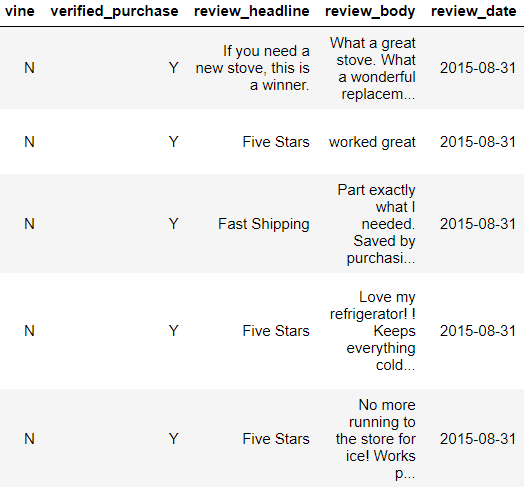 vine verified_purchase review_headline review_body review_date
N Y If you need a new stove, this is a winner. What a great stove. What a wonderful replacem... 2015-08-31
N Y Five Stars worked great 2015-08-31
N Y Fast Shipping Part exactly what I needed. Saved by purchasi... 2015-08-31
N Y Five Stars Love my refrigerator! ! Keeps everything cold... 2015-08-31
N Y Five Stars No more running to the store for ice! Works p... 2015-08-31